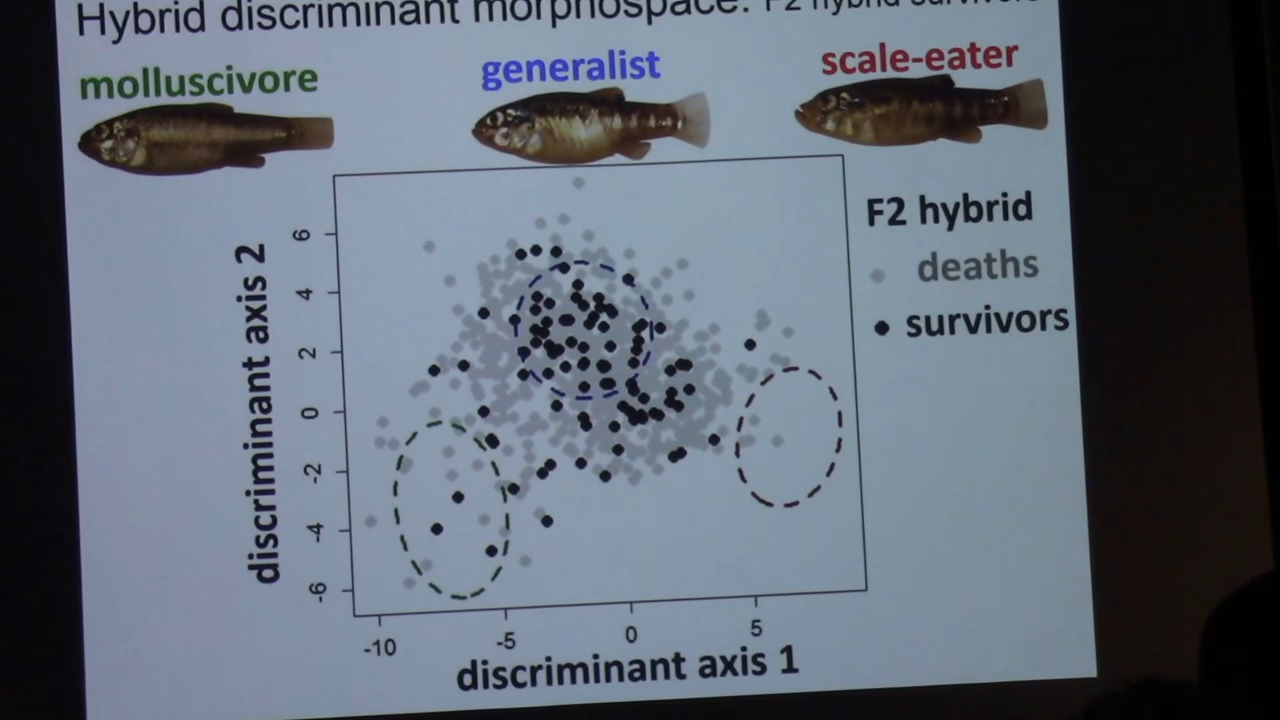 Hybrid discriminant morphospace: F2 hybrid survivors
molluscivore
generalist
scale-eater
F2 hybrid
deaths
survivors
discriminant axis 2
6
4
2
0
-2
-4
-6
-10
-5
0
5
discriminant axis 1